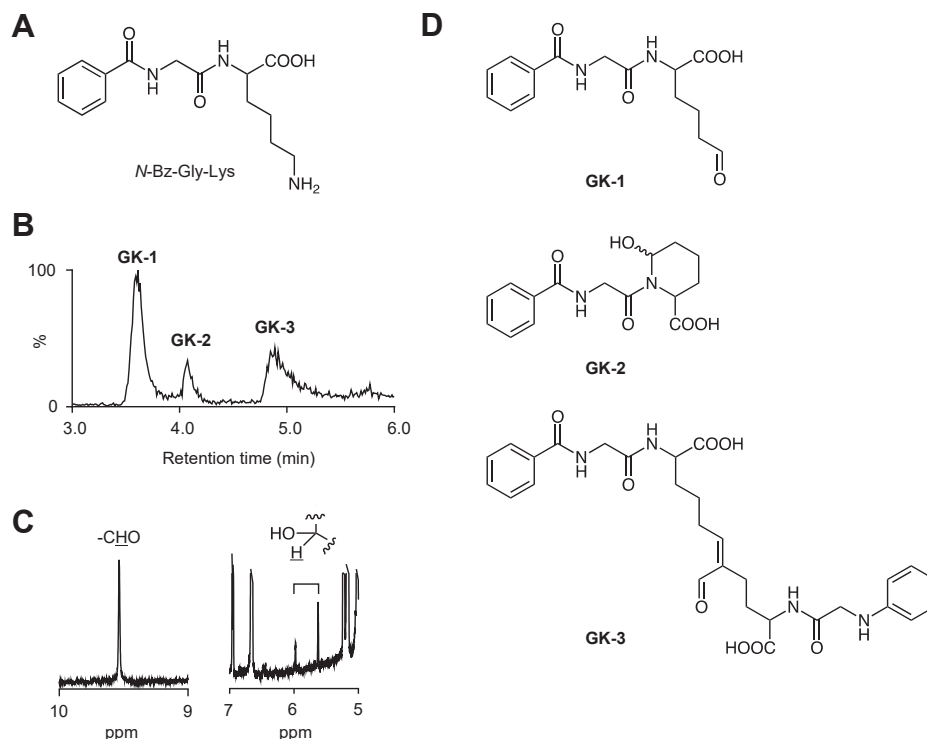 A
O
H
N
COOH
N
H
O
N-Bz-Gly-Lys
NH2
B
GK-1
100
GK-2
GK-3
%
0
3.0 4.0 5.0 6.0
Retention time (min)
C
-CHO
HO
H
10 9
ppm
7 6 5
ppm
D
O
H
N
COOH
N
H
O
O
GK-1
HO
O
N
N
H
O
COOH
GK-2
O
H
N
COOH
N
H
O
O
H
N
N
H
HOOC
O
GK-3